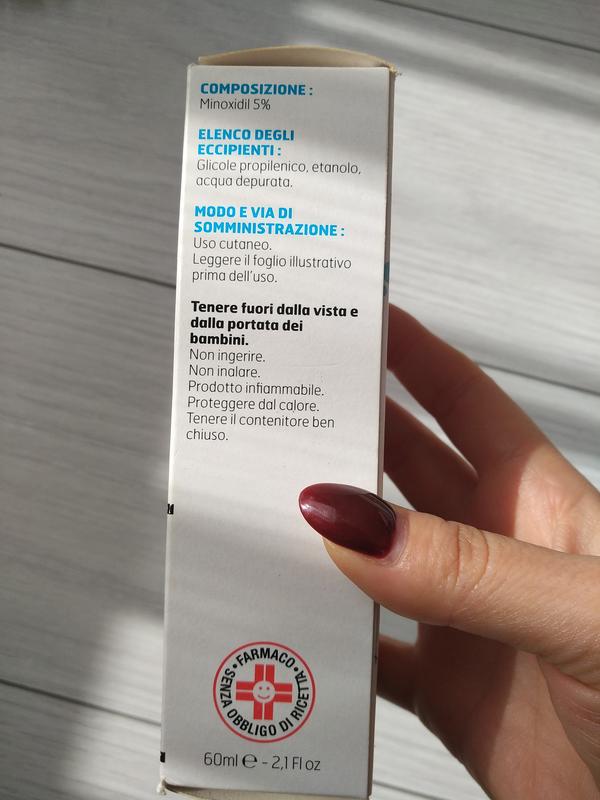 COMPOSIZIONE :
Minoxidil 5%
ELENCO DEGLI
ECCIPIENTI :
Glicole propilenico, etanolo,
acqua depurata.
MODO E VIA DI
SOMMINISTRAZIONE :
Uso cutaneo.
Leggere il foglio illustrativo
prima dell'uso.
Tenere fuori dalla vista e
dalla portata dei
bambini.
Non ingerire.
Non inalare.
Prodotto infiammabile.
Proteggere dal calore.
Tenere il contenitore ben
chiuso.
• FARMACO •
SENZA OBBLIGO DI RICETTA
60ml ℮ - 2,1 Fl oz